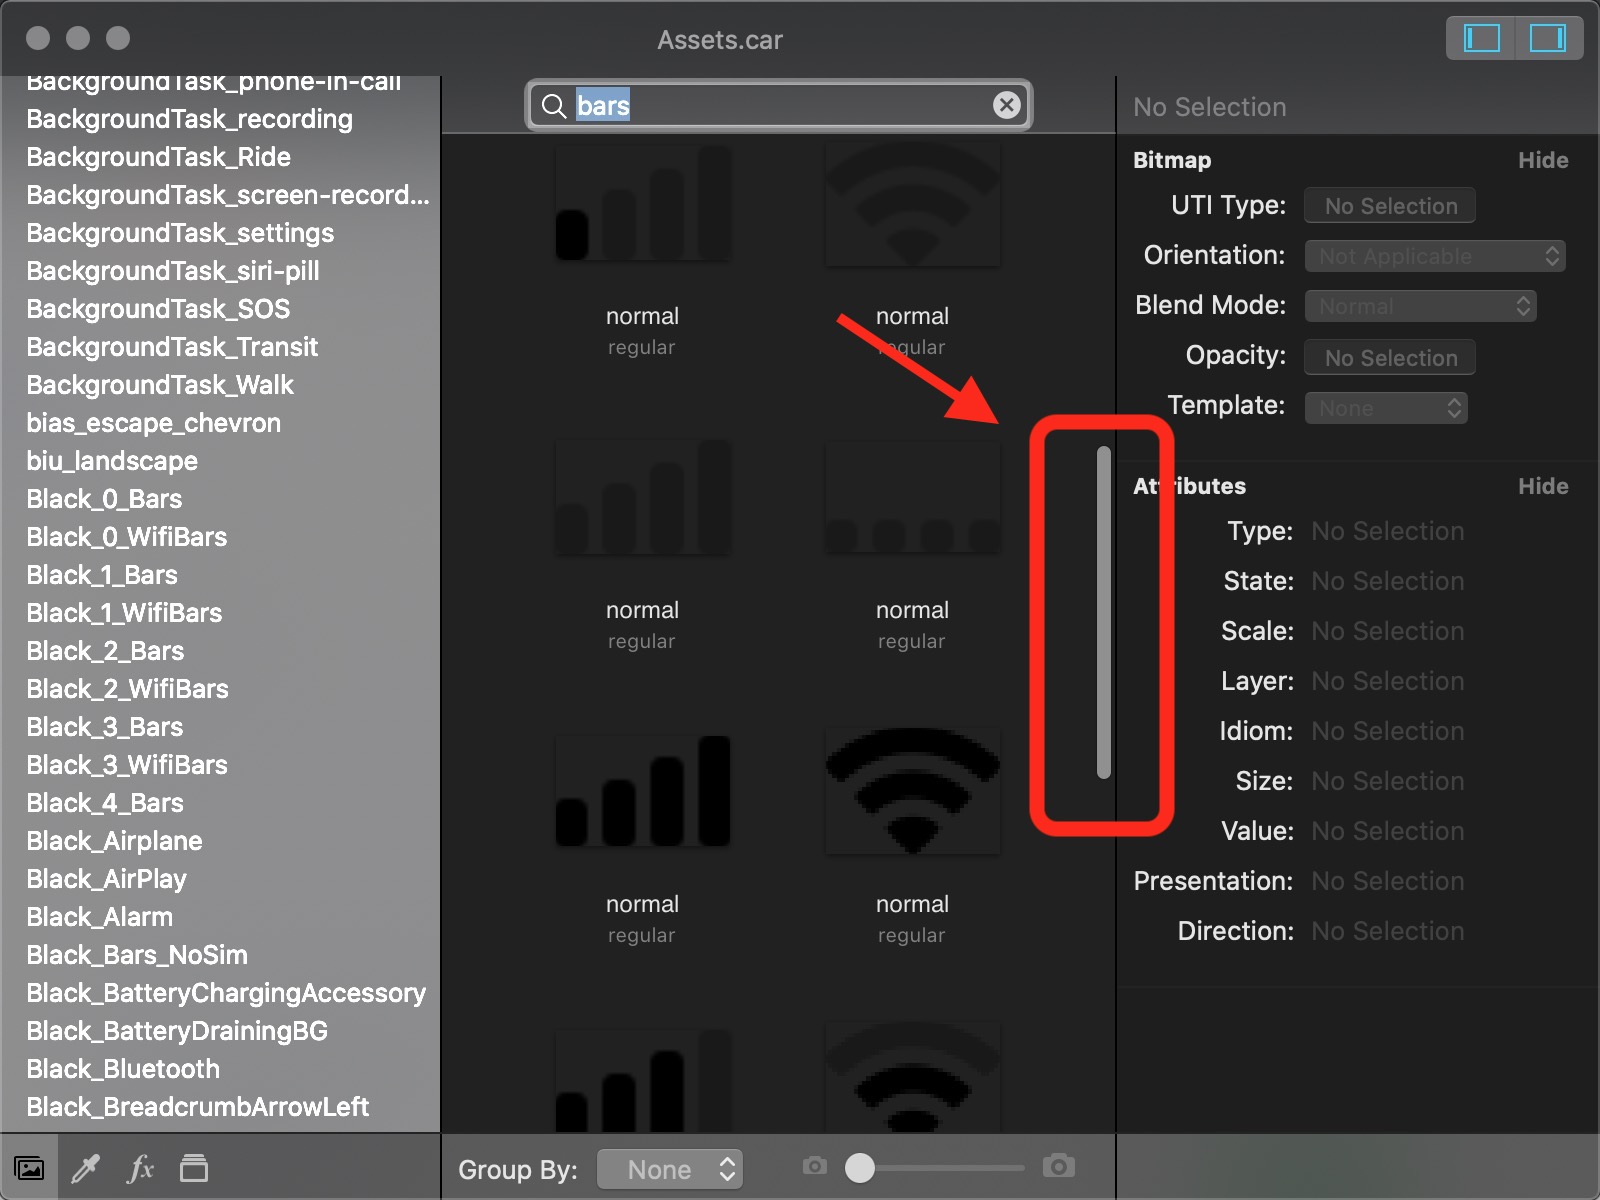 Assets.car
BackgroundTask_phone-in-call
BackgroundTask_recording
BackgroundTask_Ride
BackgroundTask_screen-record...
BackgroundTask_settings
BackgroundTask_siri-pill
BackgroundTask_SOS
BackgroundTask_Transit
BackgroundTask_Walk
bias_escape_chevron
biu_landscape
Black_0_Bars
Black_0_WifiBars
Black_1_Bars
Black_1_WifiBars
Black_2_Bars
Black_2_WifiBars
Black_3_Bars
Black_3_WifiBars
Black_4_Bars
Black_Airplane
Black_AirPlay
Black_Alarm
Black_Bars_NoSim
Black_BatteryChargingAccessory
Black_BatteryDrainingBG
Black_Bluetooth
Black_BreadcrumbArrowLeft
fx
bars
normal
regular
normal
regular
normal
regular
normal
regular
normal
regular
normal
regular
Group By: None
No Selection
Bitmap Hide
UTI Type: No Selection
Orientation: Not Applicable
Blend Mode: Normal
Opacity: No Selection
Template: None
Attributes Hide
Type: No Selection
State: No Selection
Scale: No Selection
Layer: No Selection
Idiom: No Selection
Size: No Selection
Value: No Selection
Presentation: No Selection
Direction: No Selection